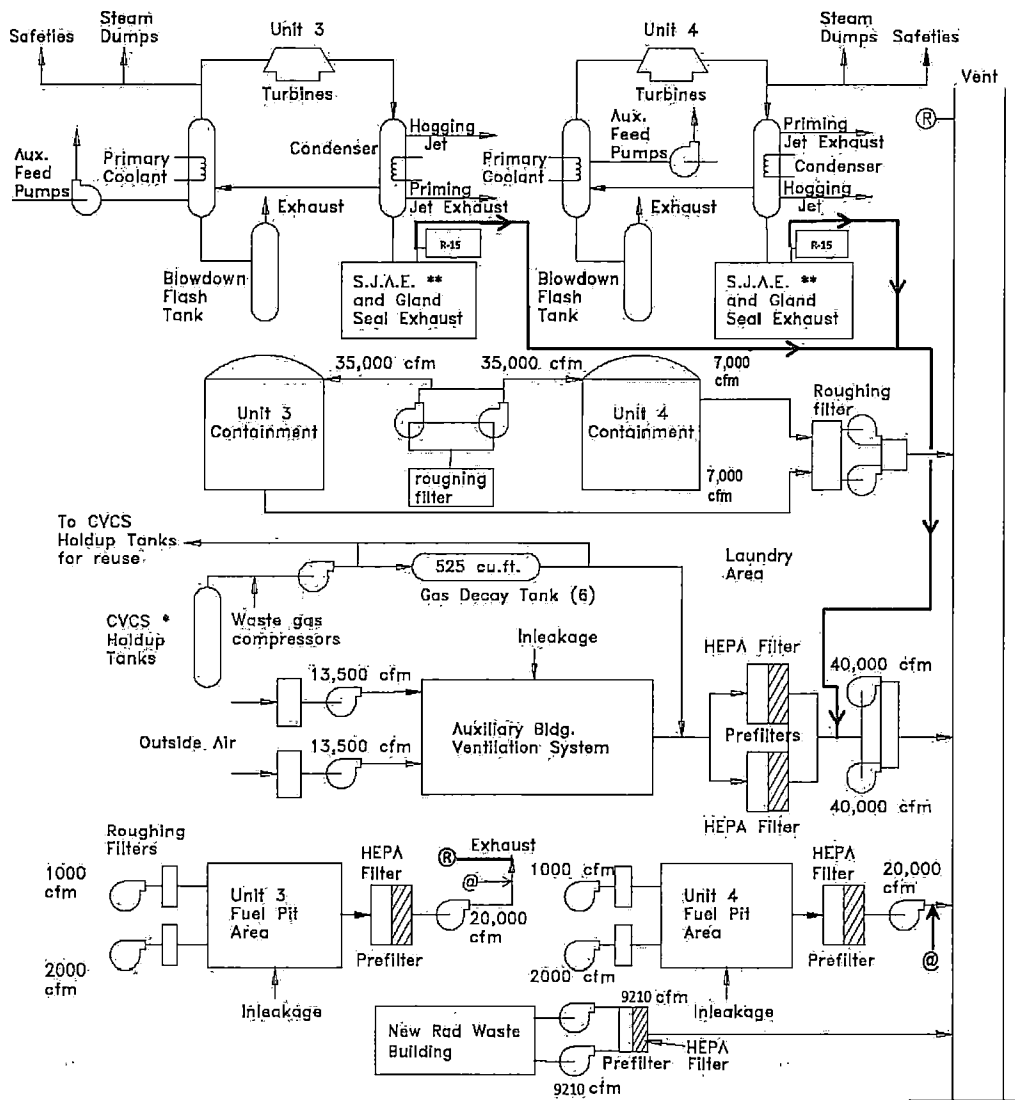 Safeties
Steam
Dumps
Unit 3
Turbines
Unit 4
Turbines
Steam
Dumps
Safeties
Vent
Aux.
Feed
Pumps
Primary
Coolant
Condenser
Hogging
Jet
Priming
Jet Exhaust
Exhaust
Blowdown
Flash
Tank
R-15
S.J.A.E. **
and Gland
Seal Exhaust
Aux.
Feed
Pumps
Primary
Coolant
Priming
Jet Exhaust
Condenser
Hogging
Jet
Exhaust
Blowdown
Flash
Tank
R-15
S.J.A.E. **
and Gland
Seal Exhaust
R
35,000 cfm
35,000 cfm
7,000
cfm
Unit 3
Containment
roughing
filter
Unit 4
Containment
7,000
cfm
Roughing
filter
To CVCS
Holdup Tanks
for reuse
525 cu.ft.
Gas Decay Tank (6)
Laundry
Area
CVCS *
Holdup
Tanks
Waste gas
compressors
Inleakage
13,500 cfm
Auxiliary Bldg.
Ventilation System
Outside Air
13,500 cfm
HEPA Filter
Prefilters
HEPA Filter
40,000 cfm
40,000 cfm
Roughing
Filters
1000
cfm
2000
cfm
Unit 3
Fuel Pit
Area
Inleakage
HEPA
Filter
Prefilter
R
Exhaust
@
20,000
cfm
1000 cfm
2000 cfm
Unit 4
Fuel Pit
Area
Inleakage
HEPA
Filter
Prefilter
20,000
cfm
@
New Rad Waste
Building
9210 cfm
9210 cfm
Prefilter
HEPA
Filter